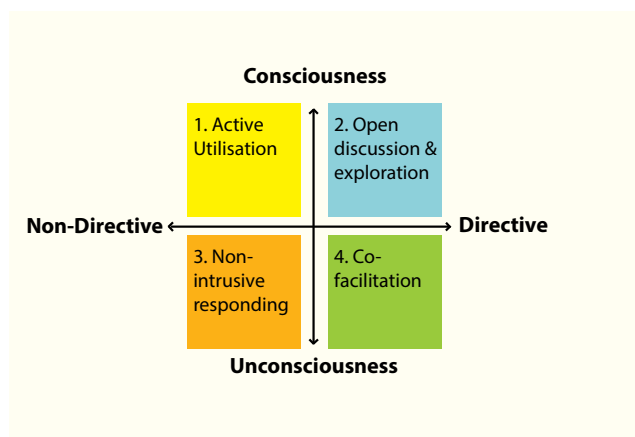 Consciousness
1. Active
Utilisation
2. Open
discussion &
exploration
Non-Directive
Directive
3. Non-
intrusive
responding
4. Co-
facilitation
Unconsciousness